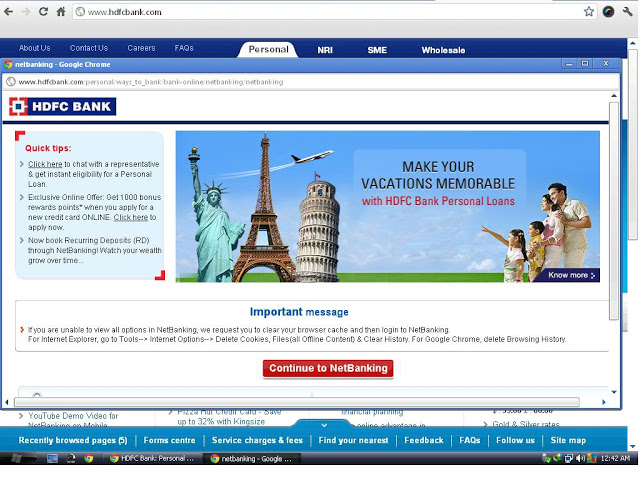 www.hdfcbank.com
About Us
Contact Us
Careers
FAQs
Personal
NRI
SME
Wholesale
netbanking - Google Chrome
www.hdfcbank.com/personal/ways_to_bank/bank-online/netbanking/netbanking
HDFC BANK
Quick tips:
Click here to chat with a representative
& get instant eligibility for a Personal
Loan.
Exclusive Online Offer: Get 1000 bonus
rewards points* when you apply for a
new credit card ONLINE. Click here to
apply now.
Now book Recurring Deposits (RD)
through NetBanking! Watch your wealth
grow over time...
MAKE YOUR
VACATIONS MEMORABLE
with HDFC Bank Personal Loans
Know more
Important message
If you are unable to view all options in NetBanking, we request you to clear your browser cache and then login to NetBanking.
For Internet Explorer, go to Tools--> Internet Options--> Delete Cookies, Files(all Offline Content) & Clear History. For Google Chrome, delete Browsing History.
Continue to NetBanking
YouTube Demo Video for
NetBanking on Mobile
Pizza Hut Credit Card - Save
up to 32% with Kingsize
financial planning
online advantage in
Gold & Silver rates
Recently browsed pages (5)
Forms centre
Service charges & fees
Find your nearest
Feedback
FAQs
Follow us
Site map
HDFC Bank: Personal ...
netbanking - Google ...
12:42 AM